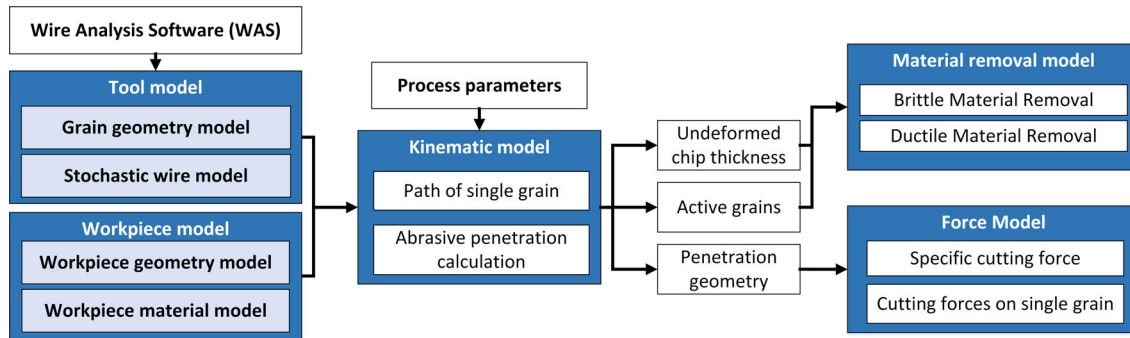 Wire Analysis Software (WAS)
Tool model
Grain geometry model
Stochastic wire model
Workpiece model
Workpiece geometry model
Workpiece material model
Process parameters
Kinematic model
Path of single grain
Abrasive penetration
calculation
Undeformed
chip thickness
Active grains
Penetration
geometry
Material removal model
Brittle Material Removal
Ductile Material Removal
Force Model
Specific cutting force
Cutting forces on single grain